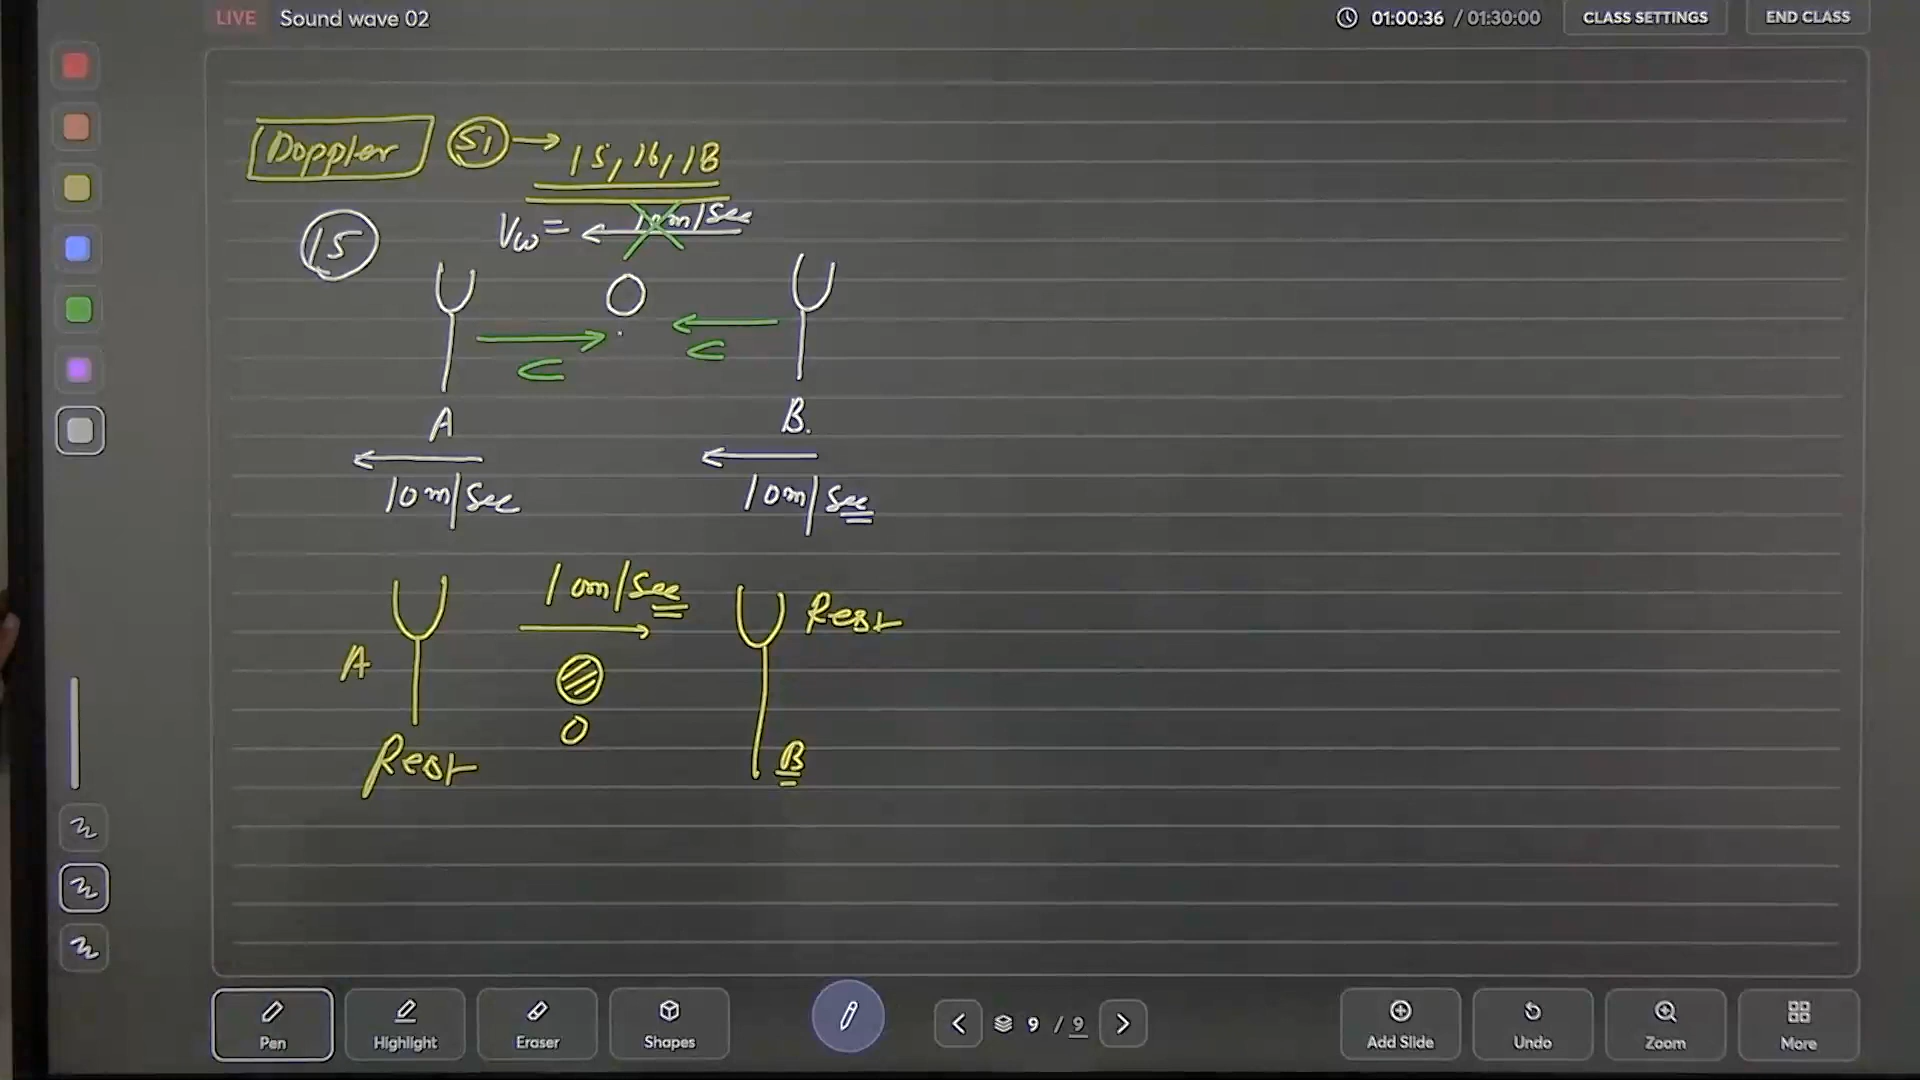 LIVE Sound wave 02
01:00:36 / 01:30:00 CLASS SETTINGS END CLASS
Doppler S1 → 15, 16, 18
15 Vw = ← 10m/sec
O
C C
A B.
10m/sec 10m/sec
10m/sec Rest
A
O
Rest B
Pen Highlight Eraser Shapes 9 / 9 Add Slide Undo Zoom More